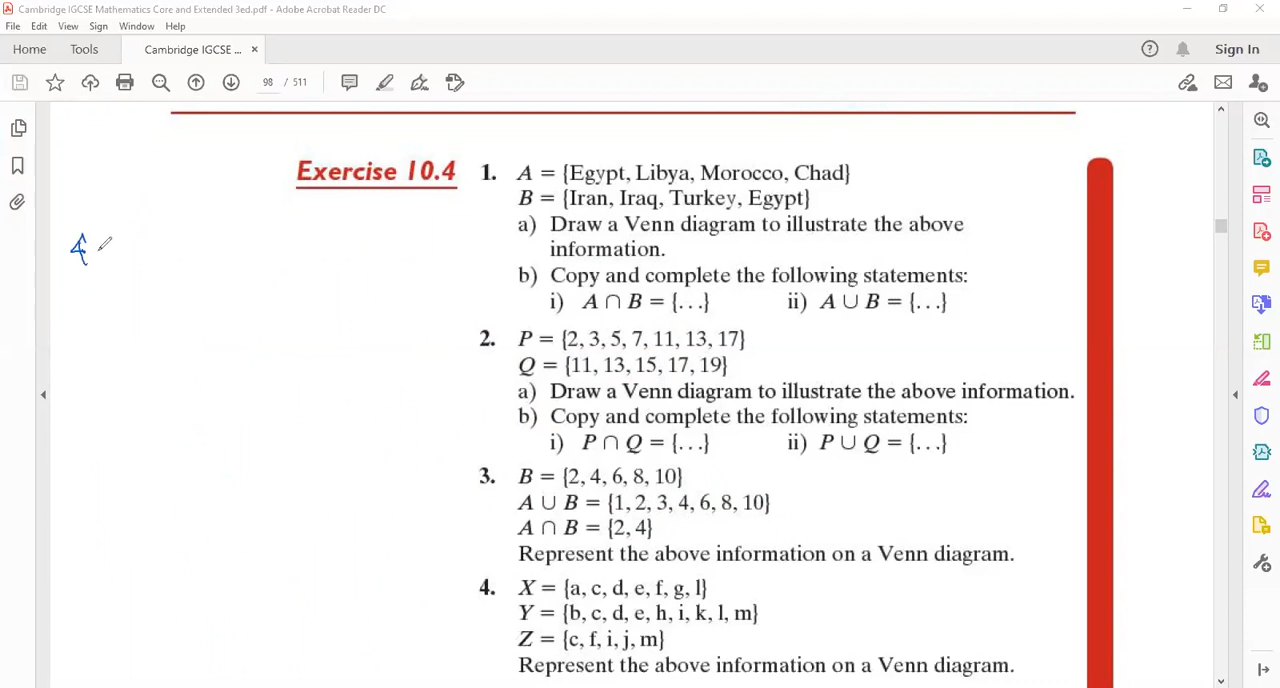 Cambridge IGCSE Mathematics Core and Extended 3ed.pdf - Adobe Acrobat Reader DC
File Edit View Sign Window Help
Home Tools Cambridge IGCSE ... × Sign In
98 / 511
Exercise 10.4 1. A = {Egypt, Libya, Morocco, Chad}
B = {Iran, Iraq, Turkey, Egypt}
a) Draw a Venn diagram to illustrate the above
information.
b) Copy and complete the following statements:
i) A ∩ B = {...} ii) A ∪ B = {...}
2. P = {2, 3, 5, 7, 11, 13, 17}
Q = {11, 13, 15, 17, 19}
a) Draw a Venn diagram to illustrate the above information.
b) Copy and complete the following statements:
i) P ∩ Q = {...} ii) P ∪ Q = {...}
3. B = {2, 4, 6, 8, 10}
A ∪ B = {1, 2, 3, 4, 6, 8, 10}
A ∩ B = {2, 4}
Represent the above information on a Venn diagram.
4. X = {a, c, d, e, f, g, l}
Y = {b, c, d, e, h, i, k, l, m}
Z = {c, f, i, j, m}
Represent the above information on a Venn diagram.